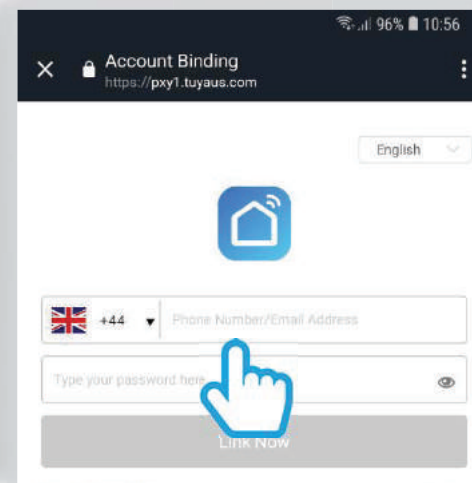 96% 10:56
Account Binding
https://pxy1.tuyaus.com
English
+44 Phone Number/Email Address
Type your password here
Link Now